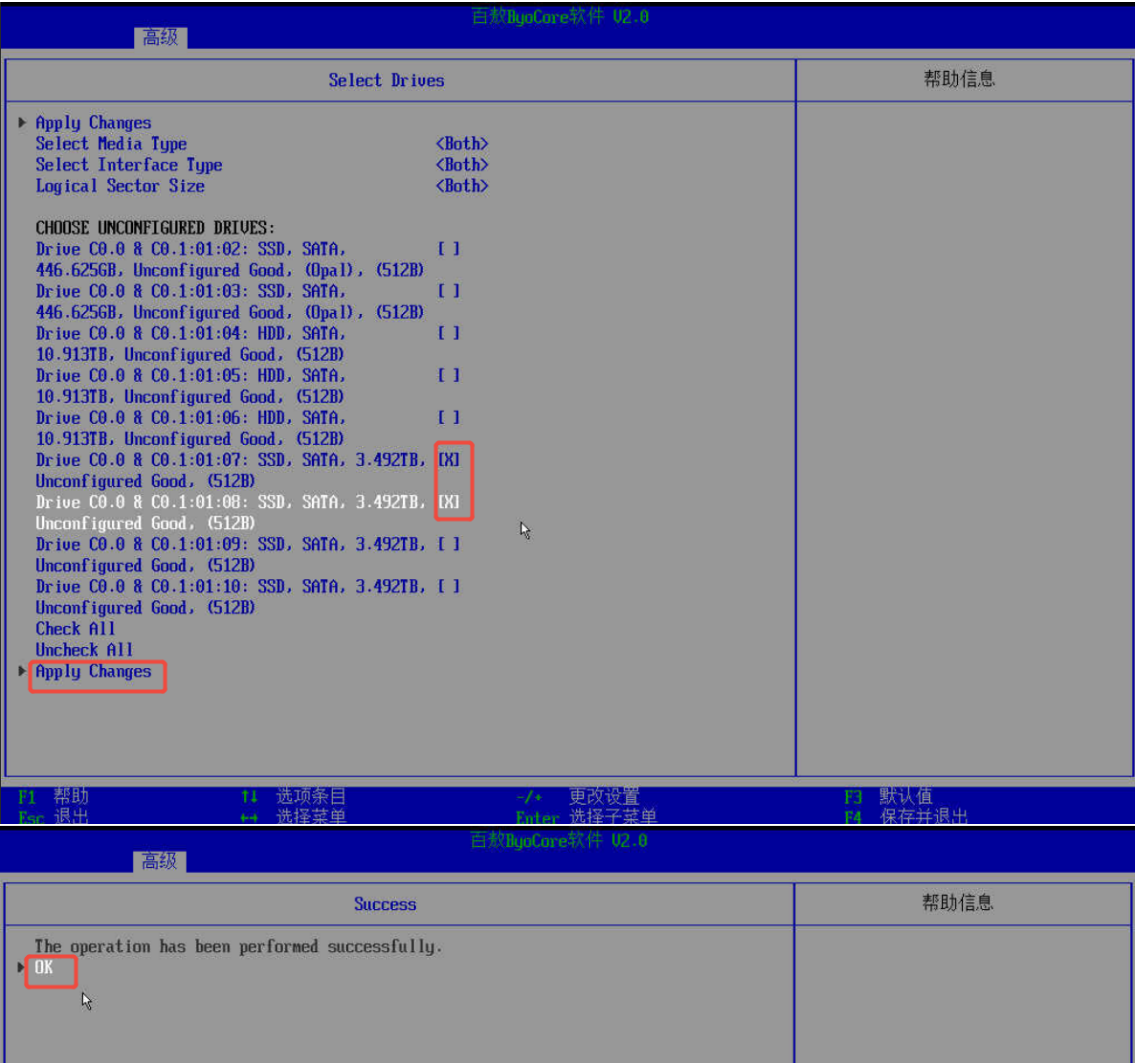 百敖ByoCore软件 V2.0
高级
Select Drives
帮助信息
Apply Changes
Select Media Type <Both>
Select Interface Type <Both>
Logical Sector Size <Both>
CHOOSE UNCONFIGURED DRIVES:
Drive C0.0 & C0.1:01:02: SSD, SATA, [ ]
446.625GB, Unconfigured Good, (Opal), (512B)
Drive C0.0 & C0.1:01:03: SSD, SATA, [ ]
446.625GB, Unconfigured Good, (Opal), (512B)
Drive C0.0 & C0.1:01:04: HDD, SATA, [ ]
10.913TB, Unconfigured Good, (512B)
Drive C0.0 & C0.1:01:05: HDD, SATA, [ ]
10.913TB, Unconfigured Good, (512B)
Drive C0.0 & C0.1:01:06: HDD, SATA, [ ]
10.913TB, Unconfigured Good, (512B)
Drive C0.0 & C0.1:01:07: SSD, SATA, 3.492TB, [X]
Unconfigured Good, (512B)
Drive C0.0 & C0.1:01:08: SSD, SATA, 3.492TB, [X]
Unconfigured Good, (512B)
Drive C0.0 & C0.1:01:09: SSD, SATA, 3.492TB, [ ]
Unconfigured Good, (512B)
Drive C0.0 & C0.1:01:10: SSD, SATA, 3.492TB, [ ]
Unconfigured Good, (512B)
Check All
Uncheck All
Apply Changes
F1 帮助 ↑↓ 选项条目 -/+ 更改设置 F3 默认值
Esc 退出 ←→ 选择菜单 Enter 选择子菜单 F4 保存并退出
百敖ByoCore软件 V2.0
高级
Success
帮助信息
The operation has been performed successfully.
OK